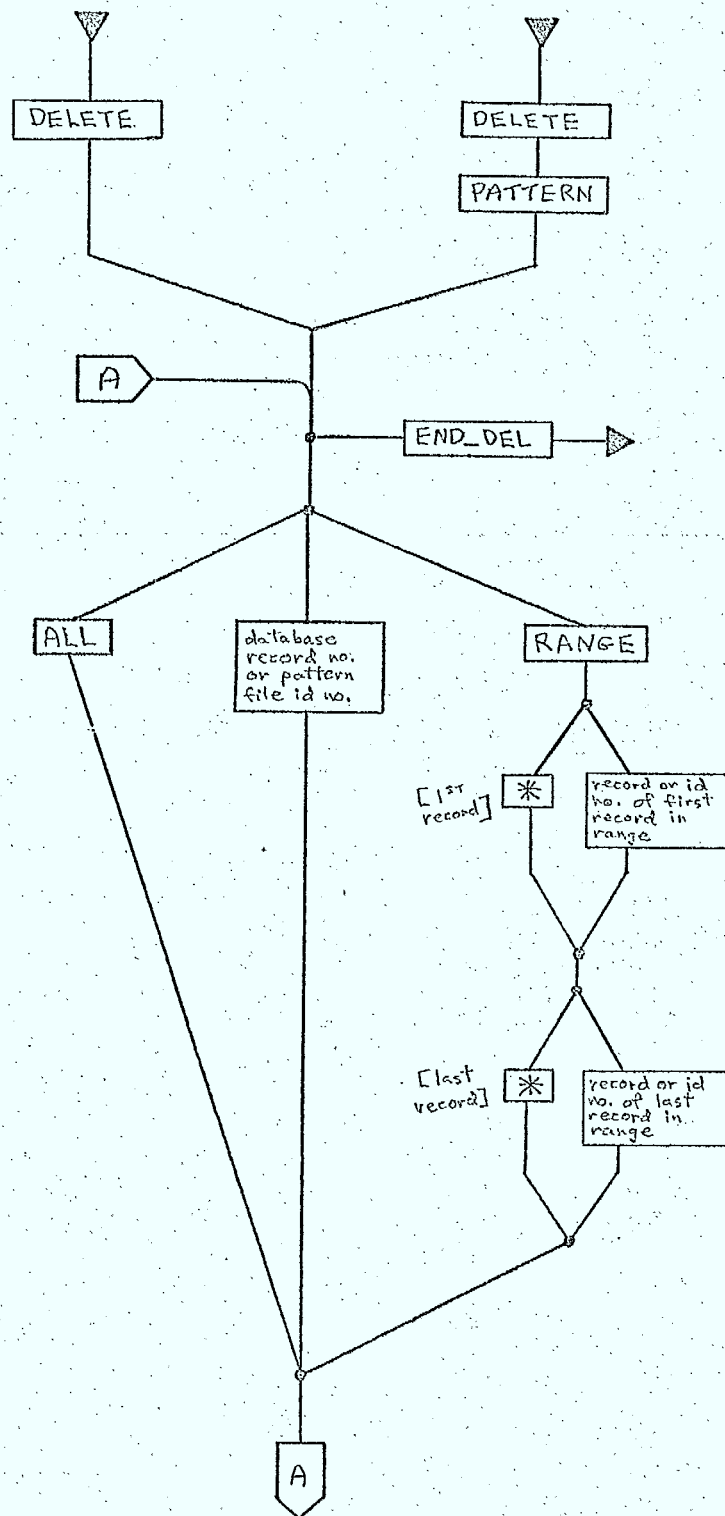 DELETE
DELETE
PATTERN
A
END_DEL
ALL
database
record no.
or pattern
file id no.
RANGE
[1ST
record]
*
record or id
no. of first
record in
range
[last
record]
*
record or id
no. of last
record in
range
A